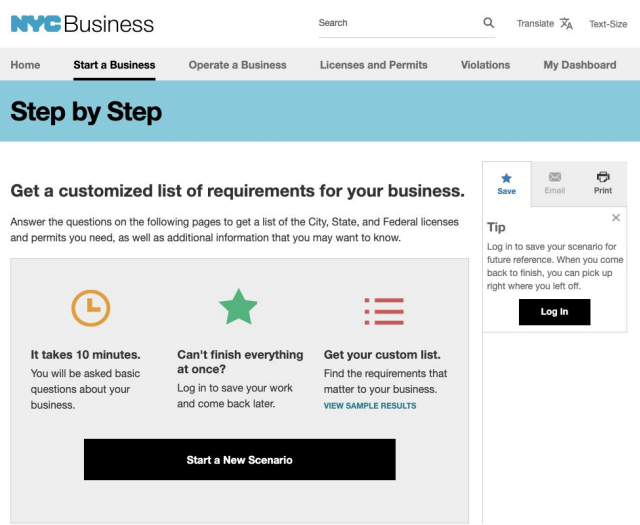 NYC Business
Search
Translate
Text-Size
Home
Start a Business
Operate a Business
Licenses and Permits
Violations
My Dashboard
Step by Step
Get a customized list of requirements for your business.
Answer the questions on the following pages to get a list of the City, State, and Federal licenses
and permits you need, as well as additional information that you may want to know.
It takes 10 minutes.
You will be asked basic
questions about your
business.
Can't finish everything
at once?
Log in to save your work
and come back later.
Get your custom list.
Find the requirements that
matter to your business.
VIEW SAMPLE RESULTS
Start a New Scenario
Save
Email
Print
Tip
Log in to save your scenario for
future reference. When you come
back to finish, you can pick up
right where you left off.
Log In